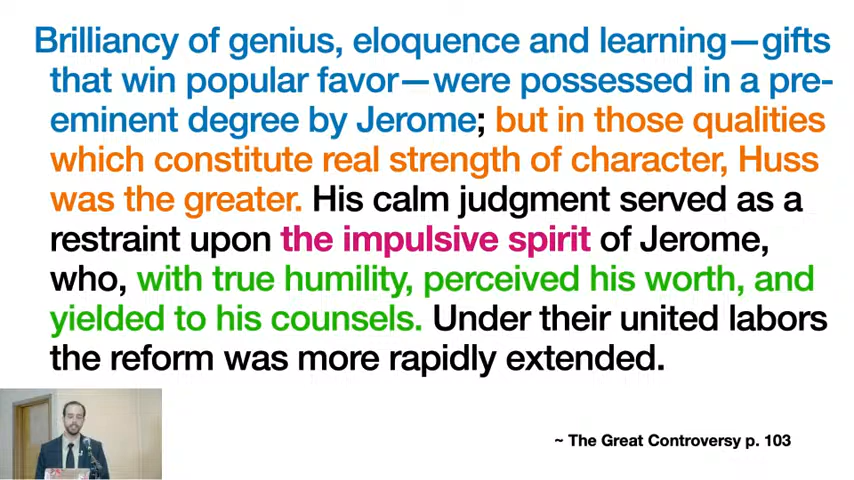 Brilliancy of genius, eloquence and learning—gifts
that win popular favor—were possessed in a pre-
eminent degree by Jerome; but in those qualities
which constitute real strength of character, Huss
was the greater. His calm judgment served as a
restraint upon the impulsive spirit of Jerome,
who, with true humility, perceived his worth, and
yielded to his counsels. Under their united labors
the reform was more rapidly extended.
~ The Great Controversy p. 103